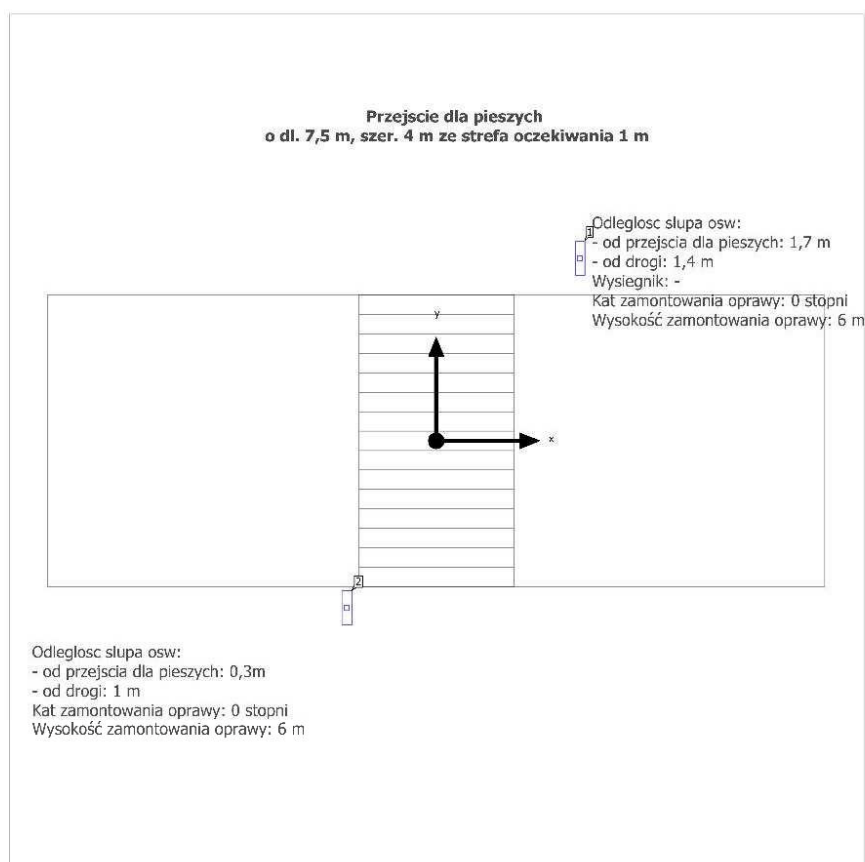 Przejscie dla pieszych
o dl. 7,5 m, szer. 4 m ze strefa oczekiwania 1 m
1
Odleglosc slupa osw:
- od przejscia dla pieszych: 1,7 m
- od drogi: 1,4 m
Wysiegnik: -
Kat zamontowania oprawy: 0 stopni
Wysokość zamontowania oprawy: 6 m
y
x
2
Odleglosc slupa osw:
- od przejscia dla pieszych: 0,3m
- od drogi: 1 m
Kat zamontowania oprawy: 0 stopni
Wysokość zamontowania oprawy: 6 m